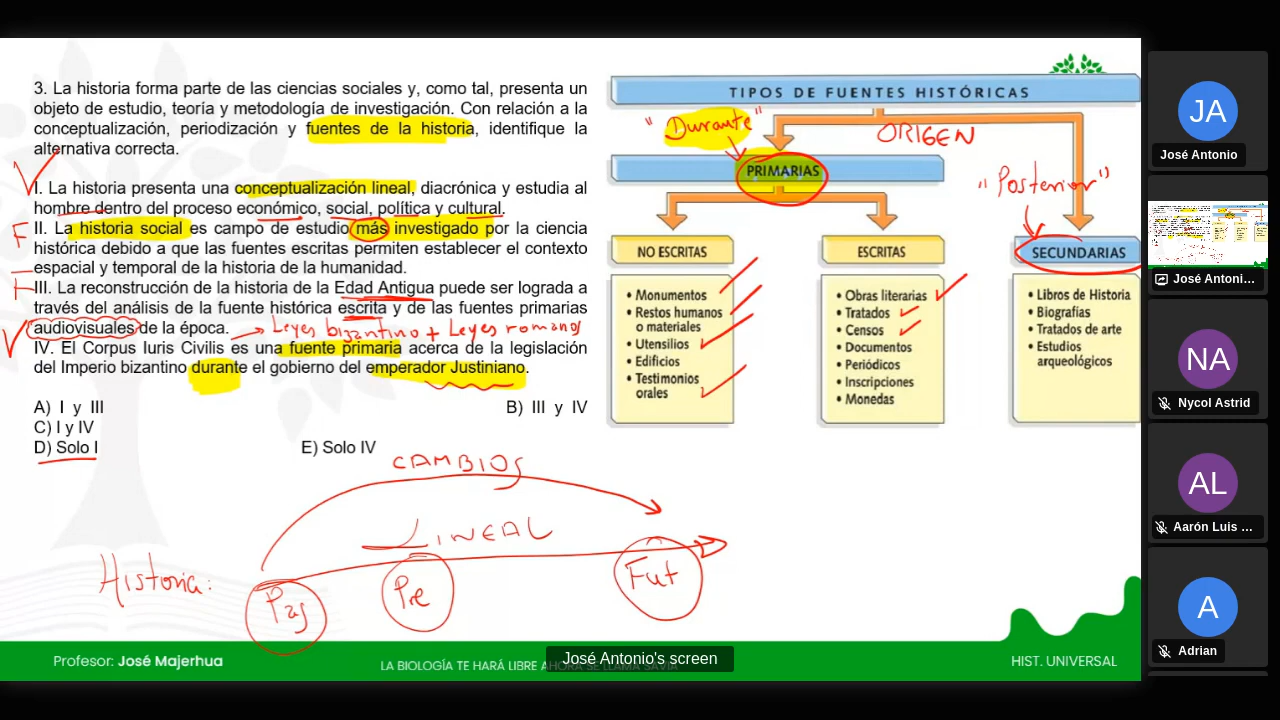 3. La historia forma parte de las ciencias sociales y, como tal, presenta un
objeto de estudio, teoría y metodología de investigación. Con relación a la
conceptualización, periodización y fuentes de la historia, identifique la
alternativa correcta.
V I. La historia presenta una conceptualización lineal, diacrónica y estudia al
hombre dentro del proceso económico, social, política y cultural.
F II. La historia social es campo de estudio más investigado por la ciencia
histórica debido a que las fuentes escritas permiten establecer el contexto
espacial y temporal de la historia de la humanidad.
F III. La reconstrucción de la historia de la Edad Antigua puede ser lograda a
través del análisis de la fuente histórica escrita y de las fuentes primarias
audiovisuales de la época.
Leyes bizantino + Leyes romanos
V IV. El Corpus Iuris Civilis es una fuente primaria acerca de la legislación
del Imperio bizantino durante el gobierno del emperador Justiniano.
A) I y III
B) III y IV
C) I y IV
D) Solo I
E) Solo IV
TIPOS DE FUENTES HISTÓRICAS
"Durante"
ORIGEN
PRIMARIAS
"Posterior"
NO ESCRITAS
ESCRITAS
SECUNDARIAS
• Monumentos
• Restos humanos
o materiales
• Utensilios
• Edificios
• Testimonios
orales
• Obras literarias
• Tratados
• Censos
• Documentos
• Periódicos
• Inscripciones
• Monedas
• Libros de Historia
• Biografías
• Tratados de arte
• Estudios
arqueológicos
CAMBIOS
LINEAL
Historia:
Pas
Pre
Fut
Profesor: José Majerhua
LA BIOLOGÍA TE HARÁ LIBRE AHORA SE LLAMA SAVIA
HIST. UNIVERSAL
José Antonio's screen
JA
José Antonio
José Antoni...
NA
Nycol Astrid
AL
Aarón Luis ...
A
Adrian